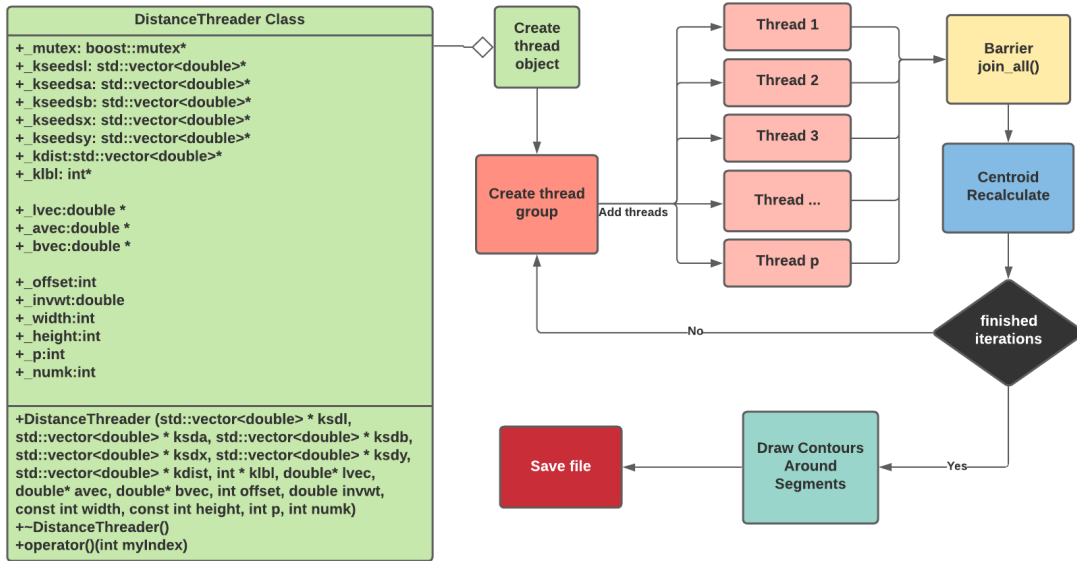 DistanceThreader Class
+_mutex: boost::mutex*
+_kseedsl: std::vector<double>*
+_kseedsa: std::vector<double>*
+_kseedsb: std::vector<double>*
+_kseedsx: std::vector<double>*
+_kseedsy: std::vector<double>*
+_kdist:std::vector<double>*
+_klbl: int*
+_lvec:double *
+_avec:double *
+_bvec:double *
+_offset:int
+_invwt:double
+_width:int
+_height:int
+_p:int
+_numk:int
+DistanceThreader (std::vector<double> * ksdl,
std::vector<double> * ksda, std::vector<double> * ksdb,
std::vector<double> * ksdx, std::vector<double> * ksdy,
std::vector<double> * kdist, int * klbl, double* lvec,
double* avec, double* bvec, int offset, double invwt,
const int width, const int height, int p, int numk)
+~DistanceThreader()
+operator()(int myIndex)
Create
thread
object
Create thread
group
Add threads
Thread 1
Thread 2
Thread 3
Thread ...
Thread p
Barrier
join_all()
Centroid
Recalculate
finished
iterations
No
Yes
Draw Contours
Around
Segments
Save file